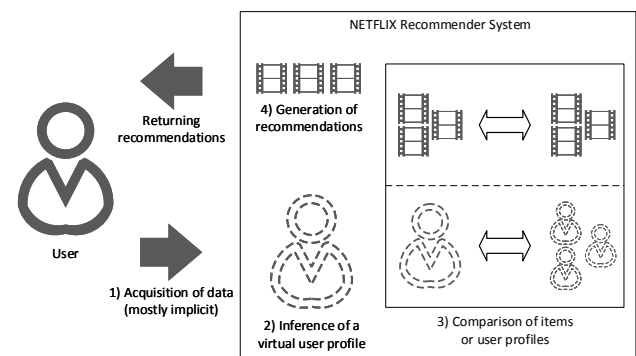 NETFLIX Recommender System
Returning
recommendations
4) Generation of
recommendations
User
1) Acquisition of data
(mostly implicit)
2) Inference of a
virtual user profile
3) Comparison of items
or user profiles